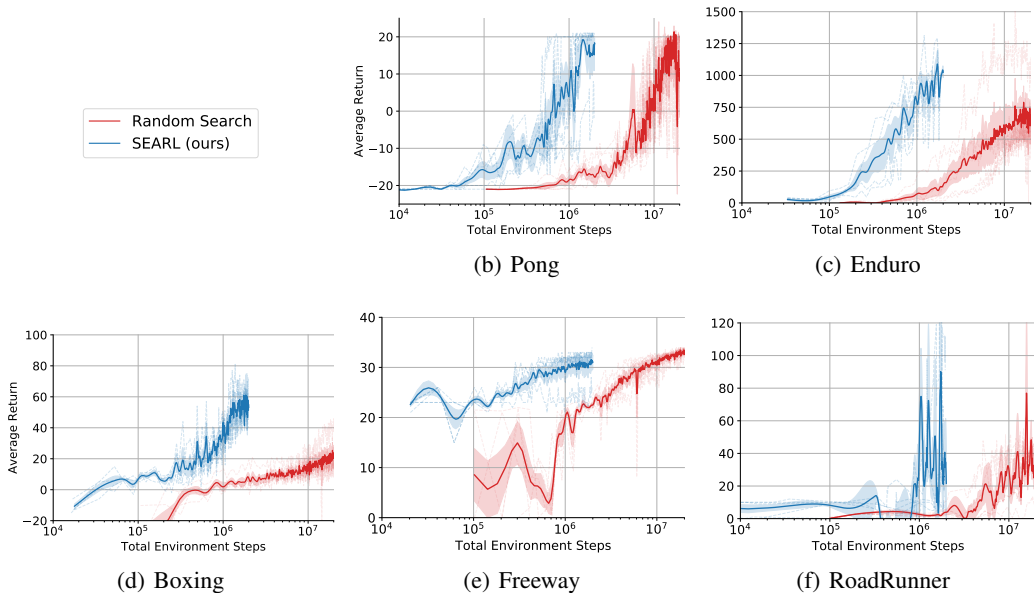 Random Search
SEARL (ours)
20
10
0
−10
−20
Average Return
10^4 10^5 10^6 10^7
Total Environment Steps
(b) Pong
1500
1250
1000
750
500
250
0
10^4 10^5 10^6 10^7
Total Environment Steps
(c) Enduro
100
80
60
40
20
0
−20
Average Return
10^4 10^5 10^6 10^7
Total Environment Steps
(d) Boxing
40
30
20
10
0
10^4 10^5 10^6 10^7
Total Environment Steps
(e) Freeway
120
100
80
60
40
20
0
10^4 10^5 10^6 10^7
Total Environment Steps
(f) RoadRunner